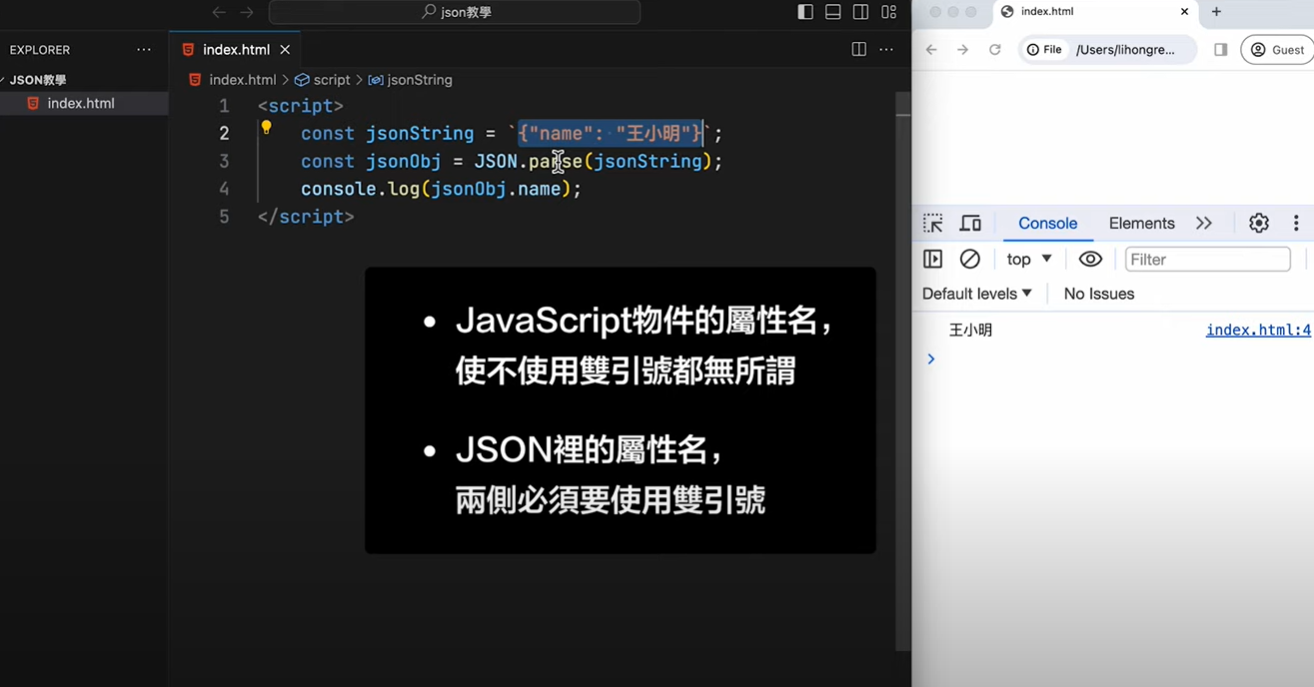 json教學
EXPLORER
index.html
JSON教學
index.html
index.html > script > jsonString
1 <script>
2 const jsonString = `{"name": "王小明"}`;
3 const jsonObj = JSON.parse(jsonString);
4 console.log(jsonObj.name);
5 </script>
• JavaScript物件的屬性名，
使不使用雙引號都無所謂
• JSON裡的屬性名，
兩側必須要使用雙引號
index.html
File /Users/lihongre... Guest
Console Elements
top Filter
Default levels No Issues
王小明 index.html:4